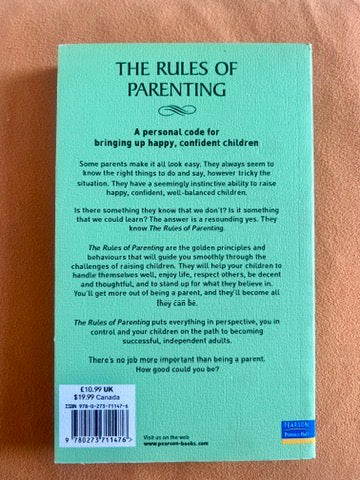 THE RULES OF
PARENTING
A personal code for
bringing up happy, confident children
Some parents make it all look easy. They always seem to
know the right things to do and say, however tricky the
situation. They have a seemingly instinctive ability to raise
happy, confident, well-balanced children.
Is there something they know that we don't? Is it something
that we could learn? The answer is a resounding yes. They
know The Rules of Parenting.
The Rules of Parenting are the golden principles and
behaviours that will guide you smoothly through the
challenges of raising children. They will help your children to
handle themselves well, enjoy life, respect others, be decent
and thoughtful, and to stand up for what they believe in.
You'll get more out of being a parent, and they'll become all
they can be.
The Rules of Parenting puts everything in perspective, you in
control and your children on the path to becoming
successful, independent adults.
There's no job more important than being a parent.
How good could you be?
£10.99 UK
$19.99 Canada
ISBN 978-0-273-71147-6
9 780273 711476
Visit us on the web
www.pearson-books.com
PEARSON
Prentice Hall